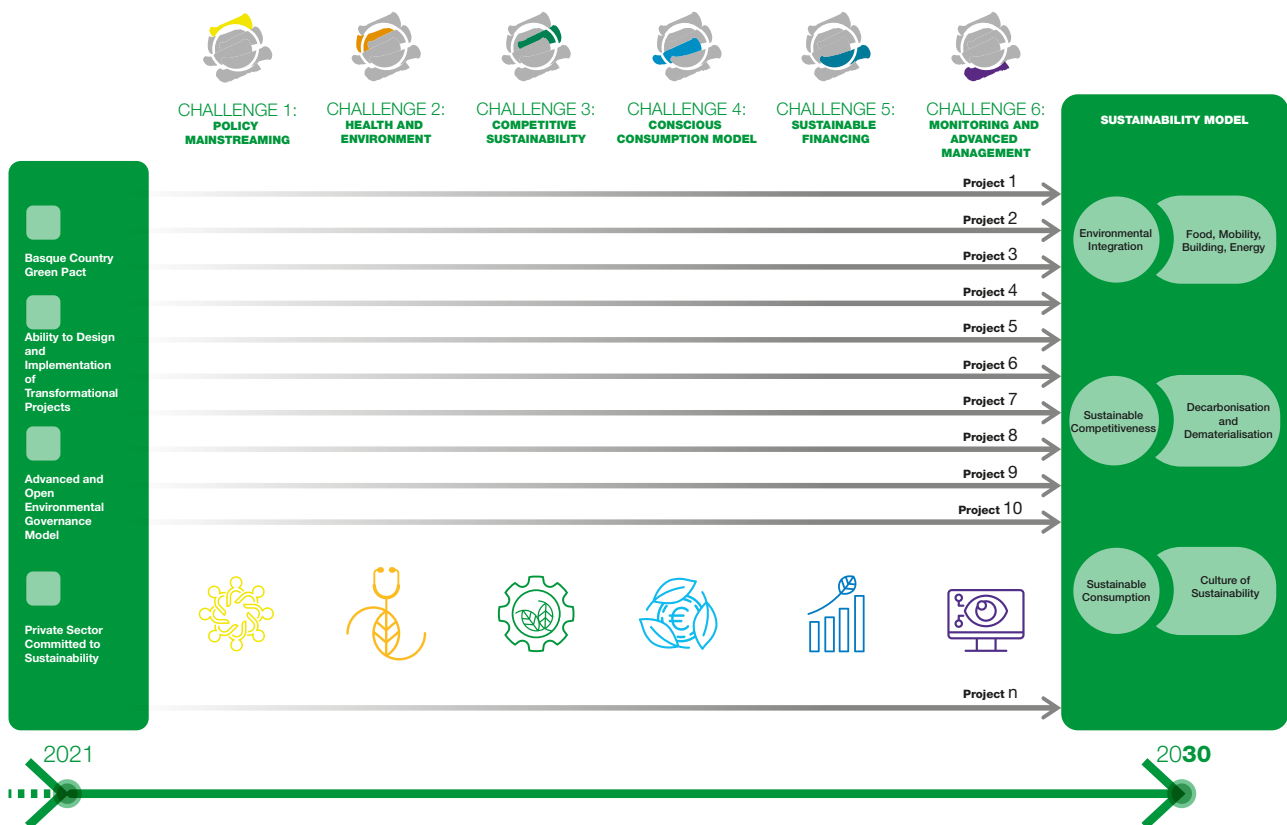 CHALLENGE 1:
POLICY
MAINSTREAMING
CHALLENGE 2:
HEALTH AND
ENVIRONMENT
CHALLENGE 3:
COMPETITIVE
SUSTAINABILITY
CHALLENGE 4:
CONSCIOUS
CONSUMPTION MODEL
CHALLENGE 5:
SUSTAINABLE
FINANCING
CHALLENGE 6:
MONITORING AND
ADVANCED
MANAGEMENT
Basque Country
Green Pact
Ability to Design
and
Implementation
of
Transformational
Projects
Advanced and
Open
Environmental
Governance
Model
Private Sector
Committed to
Sustainability
Project 1
Project 2
Project 3
Project 4
Project 5
Project 6
Project 7
Project 8
Project 9
Project 10
€
Project n
SUSTAINABILITY MODEL
Environmental
Integration
Food, Mobility,
Building, Energy
Sustainable
Competitiveness
Decarbonisation
and
Dematerialisation
Sustainable
Consumption
Culture of
Sustainability
2021
2030